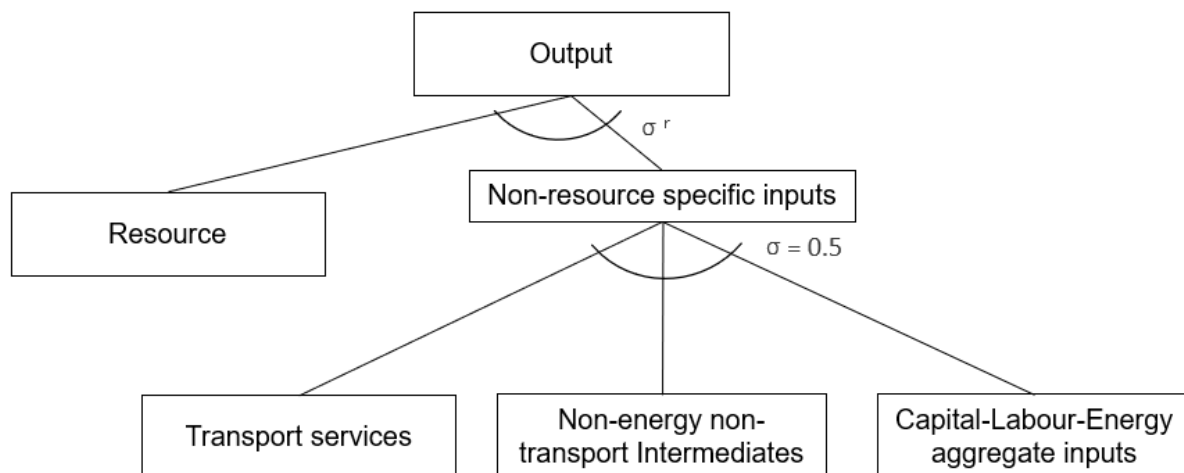 Output
σ ʳ
Non-resource specific inputs
Resource
σ = 0.5
Transport services
Non-energy non-
transport Intermediates
Capital-Labour-Energy
aggregate inputs